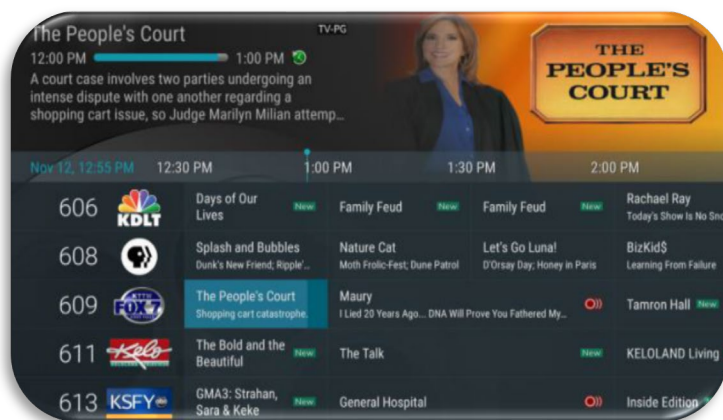 The People's Court
TV-PG
12:00 PM 1:00 PM
A court case involves two parties undergoing an
intense dispute with one another regarding a
shopping cart issue, so Judge Marilyn Milian attemp...
THE
PEOPLE'S
COURT
Nov 12, 12:55 PM 12:30 PM 1:00 PM 1:30 PM 2:00 PM
606 KDLT Days of Our
Lives New Family Feud New Family Feud New Rachael Ray
Today's Show Is No Sno
608 Splash and Bubbles Nature Cat Let's Go Luna! BizKid$
Dunk's New Friend; Ripple'... Moth Frolic-Fest; Dune Patrol D'Orsay Day; Honey in Paris Learning From Failure
609 KTTM FOX 7 The People's Court Maury Tamron Hall New
Shopping cart catastrophe. I Lied 20 Years Ago... DNA Will Prove You Fathered My...
611 Kelo The Bold and the
Beautiful New The Talk New KELOLAND Living
613 KSFY GMA3: Strahan,
Sara & Keke New General Hospital Inside Edition